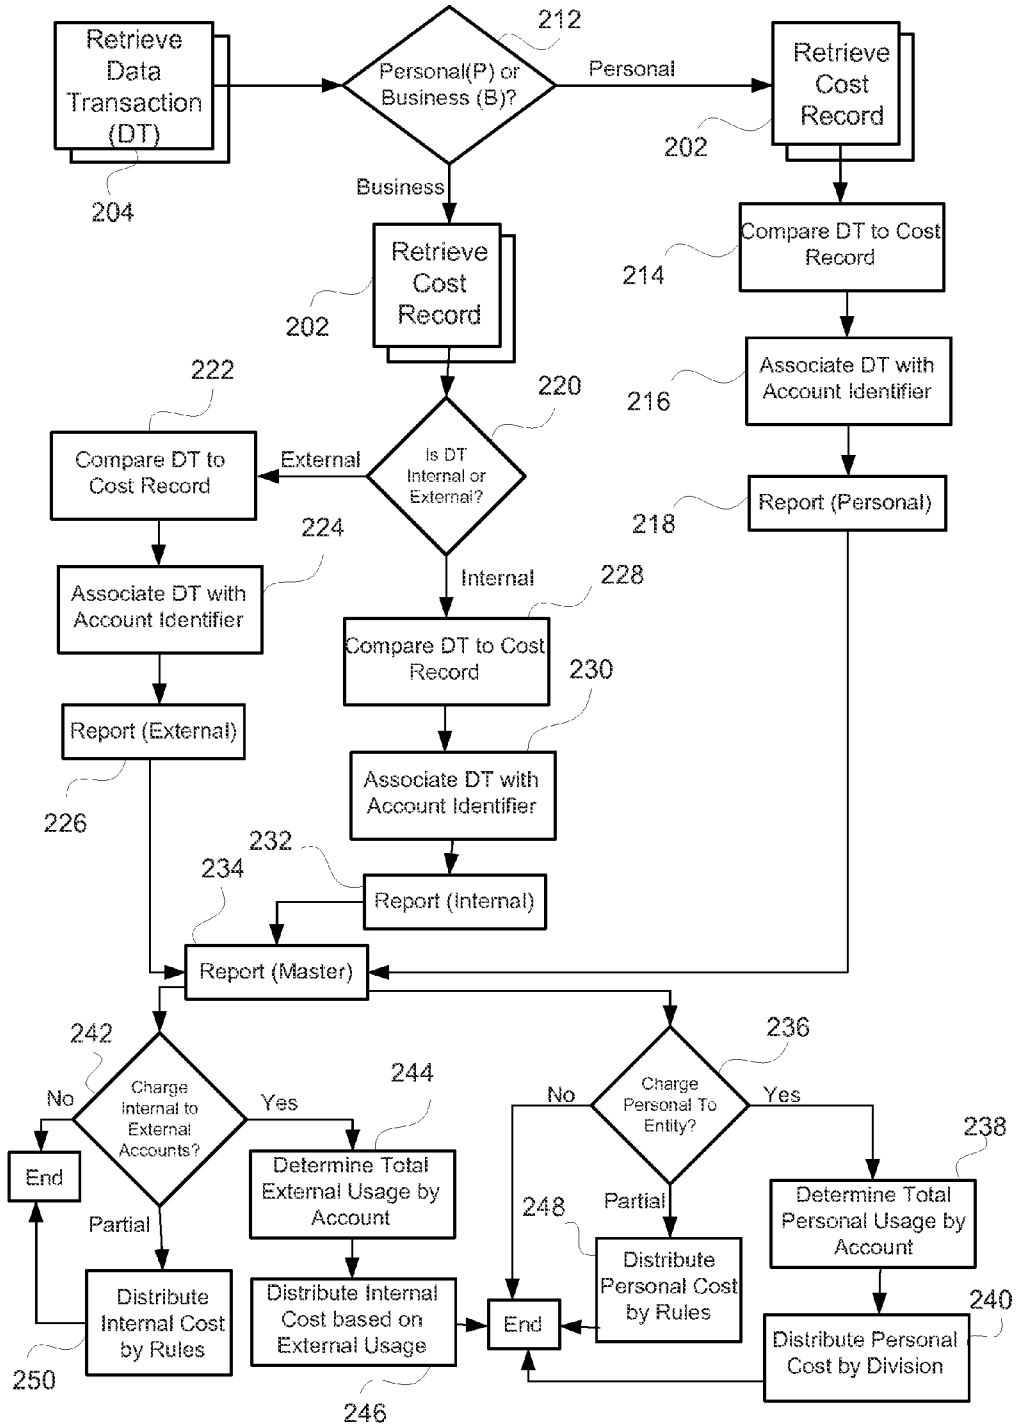 Retrieve
Data
Transaction
(DT)
204
Personal(P) or
Business (B)?
212
Personal
Business
Retrieve
Cost
Record
202
Compare DT to Cost
Record
214
Associate DT with
Account Identifier
216
Report (Personal)
218
Retrieve
Cost
Record
202
Is DT
Internal or
External?
220
External
Internal
222
Compare DT to
Cost Record
224
Associate DT with
Account Identifier
Report (External)
226
228
Compare DT to Cost
Record
230
Associate DT with
Account Identifier
232
Report (Internal)
234
Report (Master)
242
Charge
Internal to
External
Accounts?
No
Yes
Partial
End
Distribute
Internal Cost
by Rules
250
244
Determine Total
External Usage by
Account
Distribute Internal
Cost based on
External Usage
246
236
Charge
Personal To
Entity?
No
Yes
Partial
248
Distribute
Personal Cost
by Rules
End
238
Determine Total
Personal Usage by
Account
240
Distribute Personal
Cost by Division